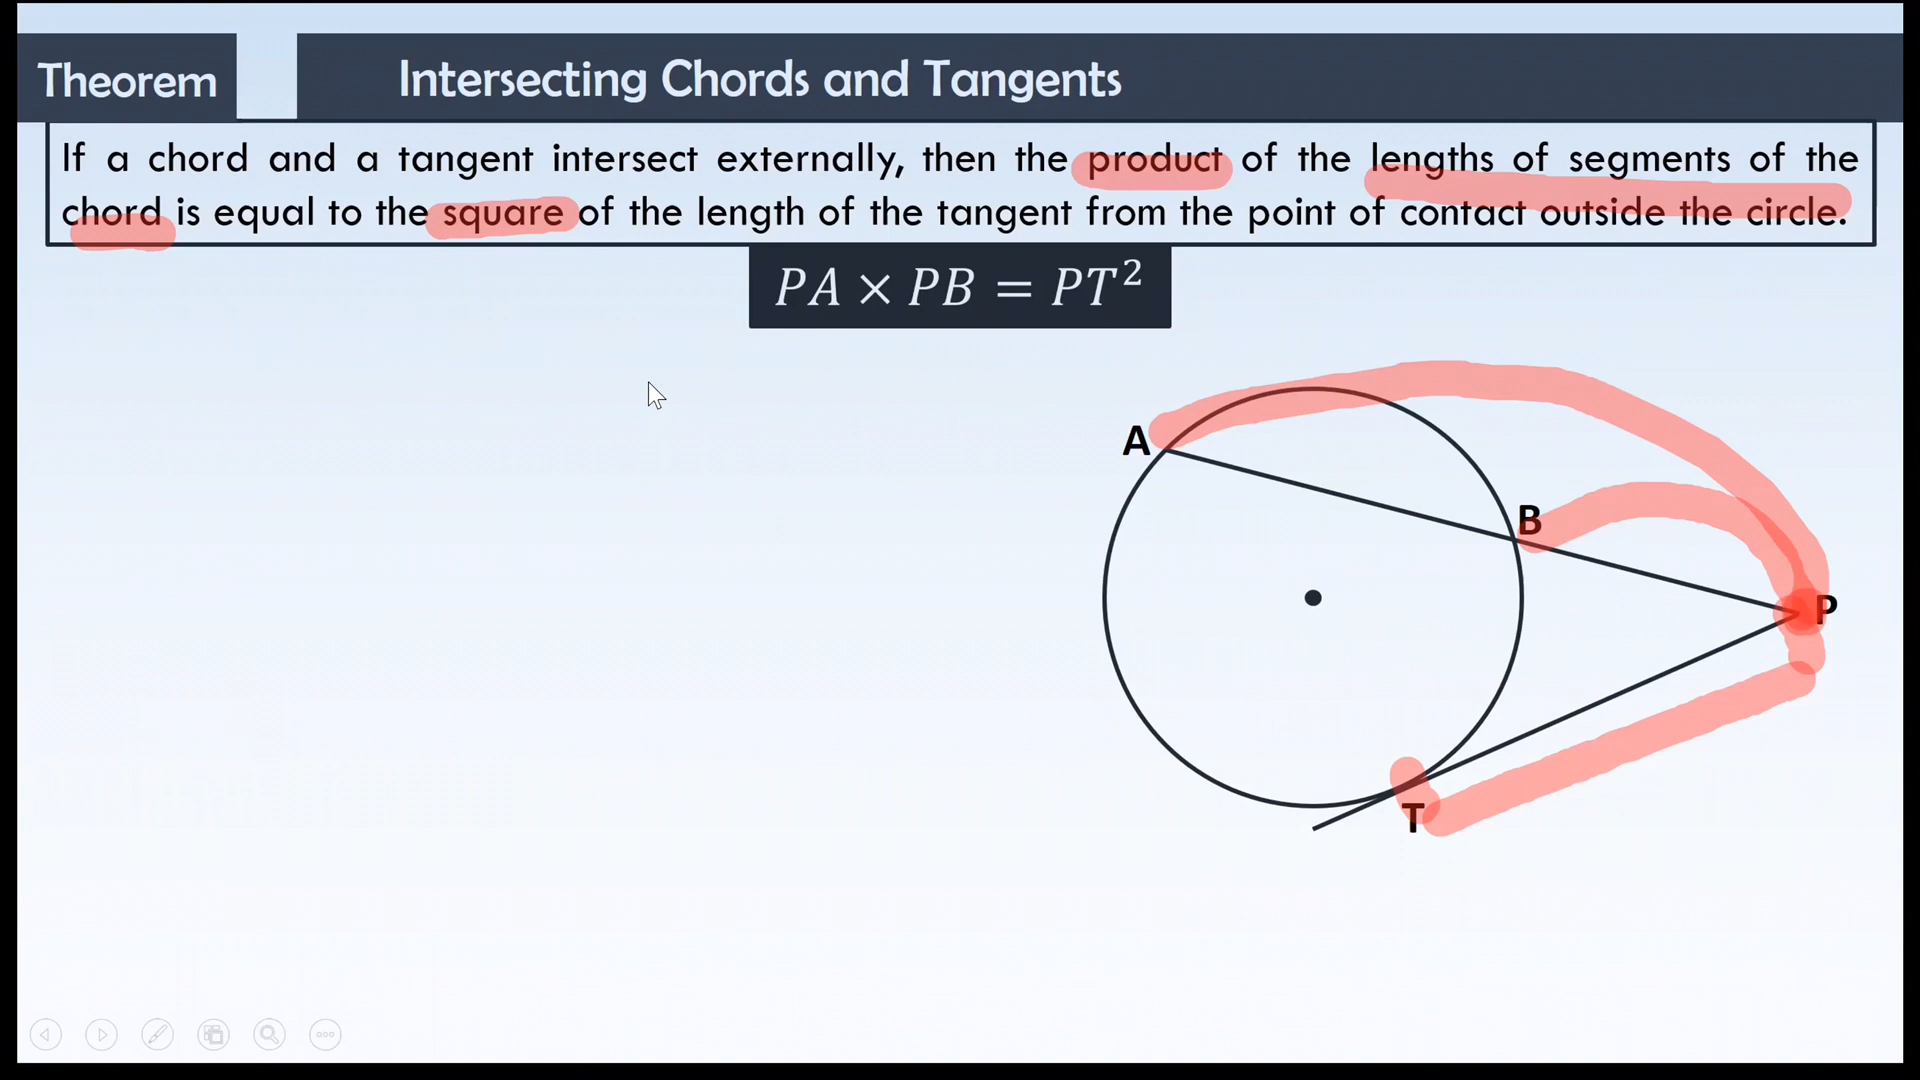 Theorem
Intersecting Chords and Tangents
If a chord and a tangent intersect externally, then the product of the lengths of segments of the
chord is equal to the square of the length of the tangent from the point of contact outside the circle.
PA × PB = PT²
A
B
P
T